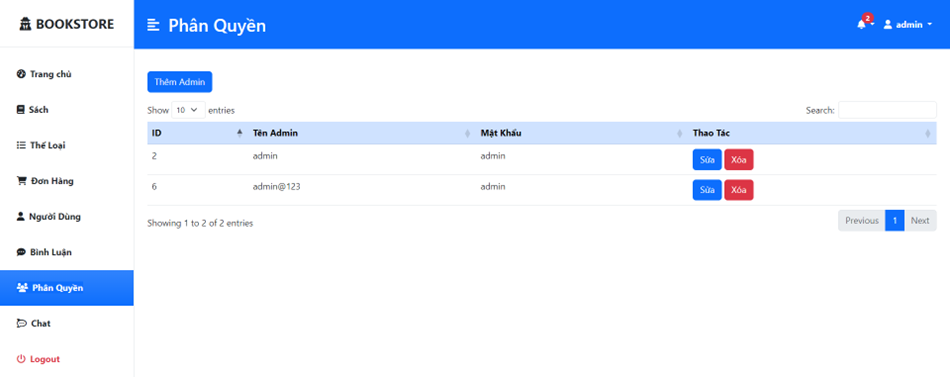 BOOKSTORE
Phân Quyền
2
admin
Trang chủ
Sách
Thể Loại
Đơn Hàng
Người Dùng
Bình Luận
Phân Quyền
Chat
Logout
Thêm Admin
Show 10 entries
Search:
ID Tên Admin Mật Khẩu Thao Tác
2 admin admin Sửa Xóa
6 admin@123 admin Sửa Xóa
Showing 1 to 2 of 2 entries
Previous 1 Next